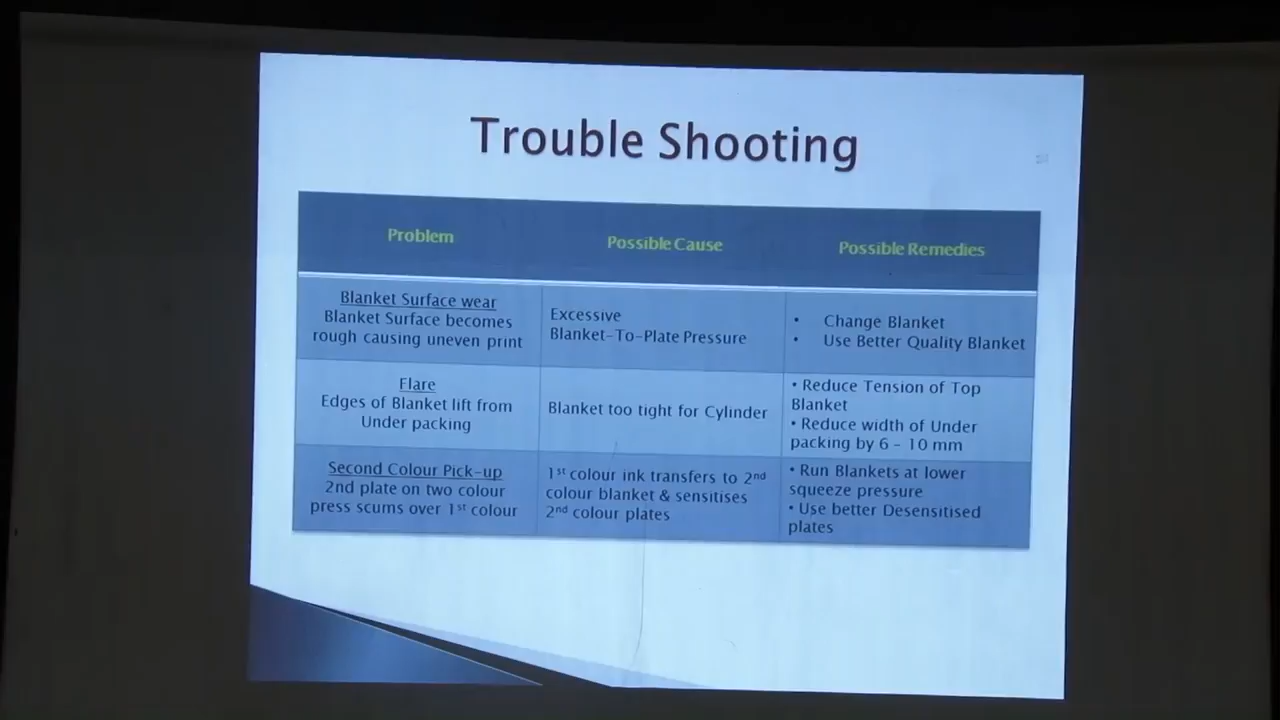 Trouble Shooting
Problem
Possible Cause
Possible Remedies
Blanket Surface wear
Blanket Surface becomes
rough causing uneven print
Excessive
Blanket-To-Plate Pressure
• Change Blanket
• Use Better Quality Blanket
Flare
Edges of Blanket lift from
Under packing
Blanket too tight for Cylinder
• Reduce Tension of Top
Blanket
• Reduce width of Under
packing by 6 – 10 mm
Second Colour Pick-up
2nd plate on two colour
press scums over 1st colour
1st colour ink transfers to 2nd
colour blanket & sensitises
2nd colour plates
• Run Blankets at lower
squeeze pressure
• Use better Desensitised
plates